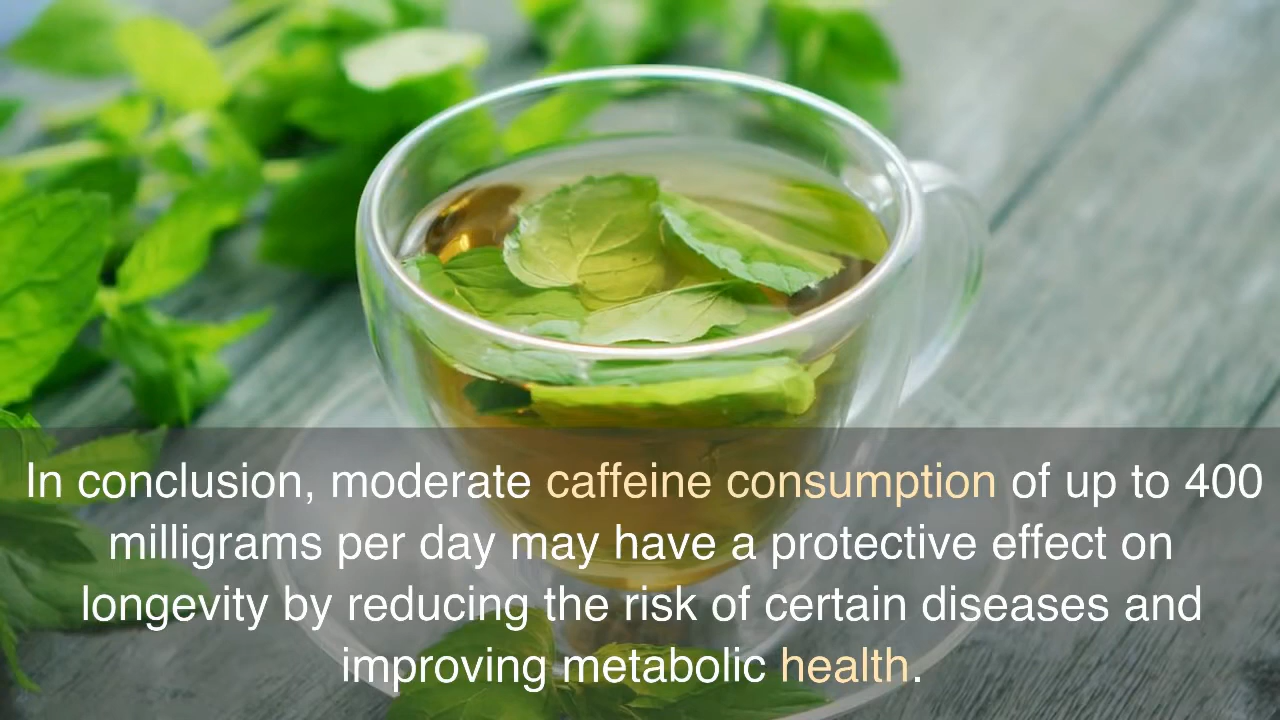 In conclusion, moderate caffeine consumption of up to 400
milligrams per day may have a protective effect on
longevity by reducing the risk of certain diseases and
improving metabolic health.